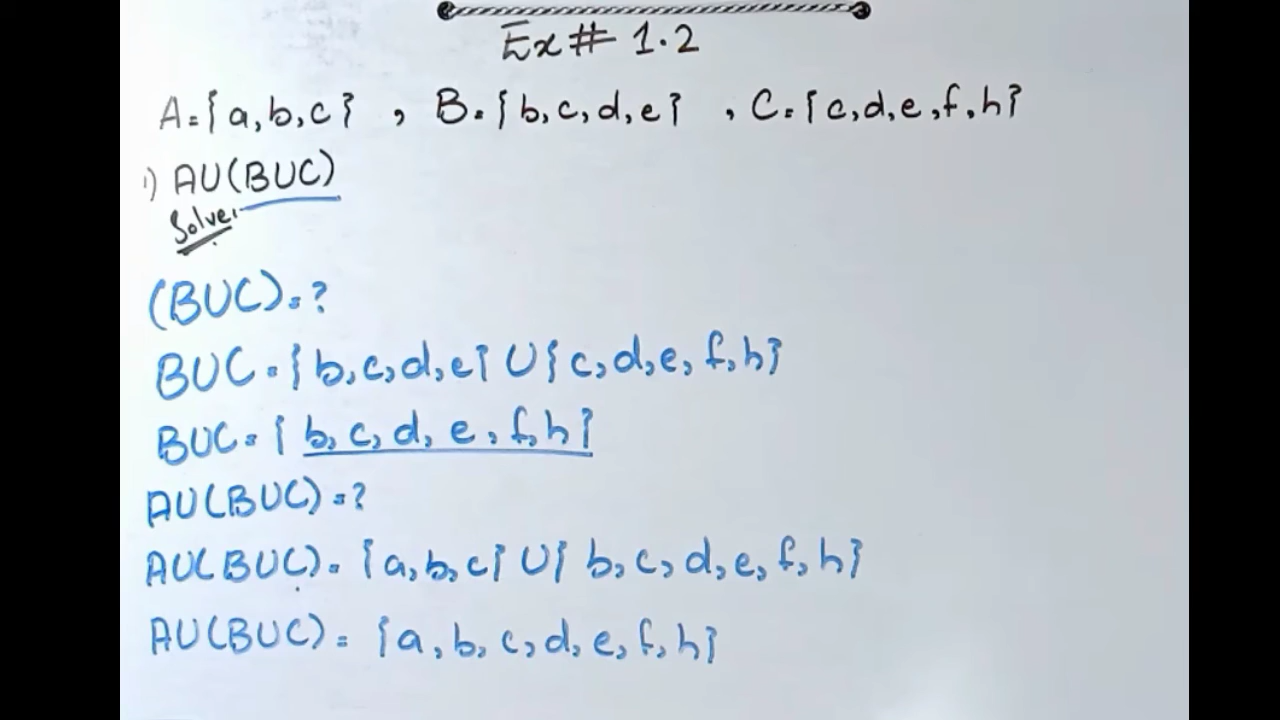 Ex# 1.2
A={a,b,c} , B={b,c,d,e} , C={c,d,e,f,h}
i) AU(BUC)
Solve:
(BUC)=?
BUC={b,c,d,e}U{c,d,e,f,h}
BUC={b,c,d,e,f,h}
AU(BUC)=?
AU(BUC)={a,b,c}U{b,c,d,e,f,h}
AU(BUC)={a,b,c,d,e,f,h}